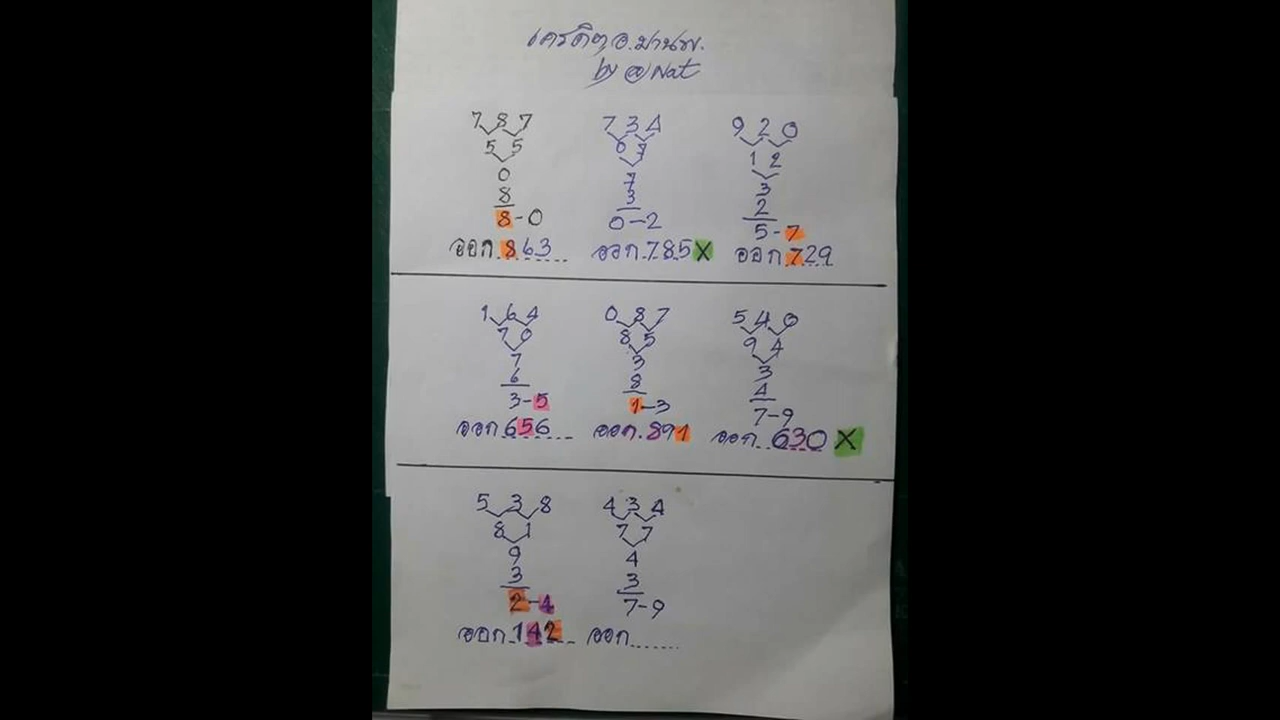 เครดิต อ.มานพ.
by @Nat
7 8 7
5 5
0
8
8-0
ออก.863
7 3 4
0 7
7
3
0-2
ออก.785X
9 2 0
1 2
3
2
5-7
ออก.729
1 6 4
7 0
7
6
3-5
ออก.656
0 8 7
8 5
3
8
1-3
ออก.891
5 4 0
9 4
3
4
7-9
ออก.630 X
5 3 8
8 1
9
3
2-4
ออก.142
4 3 4
7 7
4
3
7-9
ออก......